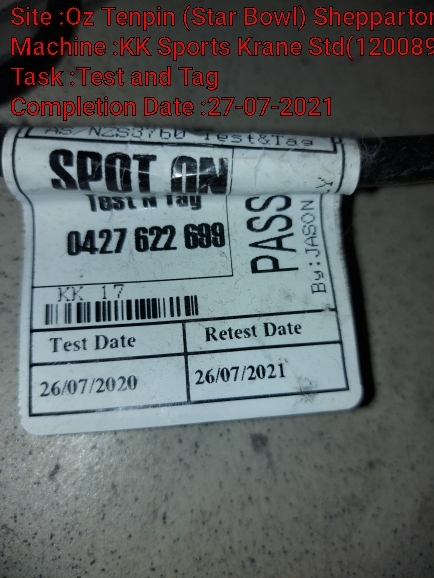 Site :Oz Tenpin (Star Bowl) Shepparton
Machine :KK Sports Krane Std(120089
Task :Test and Tag
Completion Date :27-07-2021
AS/NZS3760 Test&Tag
SPOT ON
Test N Tag
0427 622 699
PASS
By:JASON
KK 17
Test Date Retest Date
26/07/2020 26/07/2021